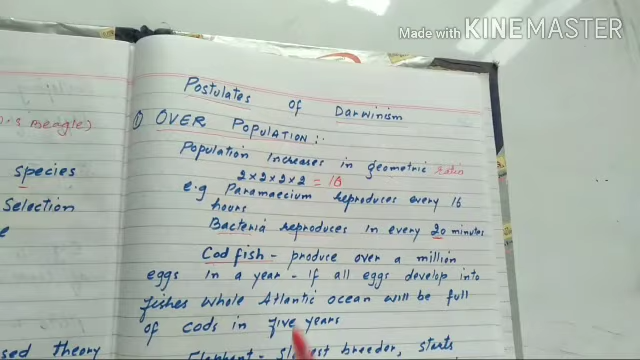 Made with KINEMASTER
.s Beagle)
species
Selection
sed theory
Postulates of Darwinism
① OVER POPULATION:
Population increases in geometric ratio
2×2×2×2 = 16
e.g Paramaecium reproduces every 16
hours
Bacteria reproduces in every 20 minutes
Cod fish - produce over a million
eggs in a year - if all eggs develop into
fishes whole Atlantic ocean will be full
of cods in five years
Elephant - slowest breeder, starts